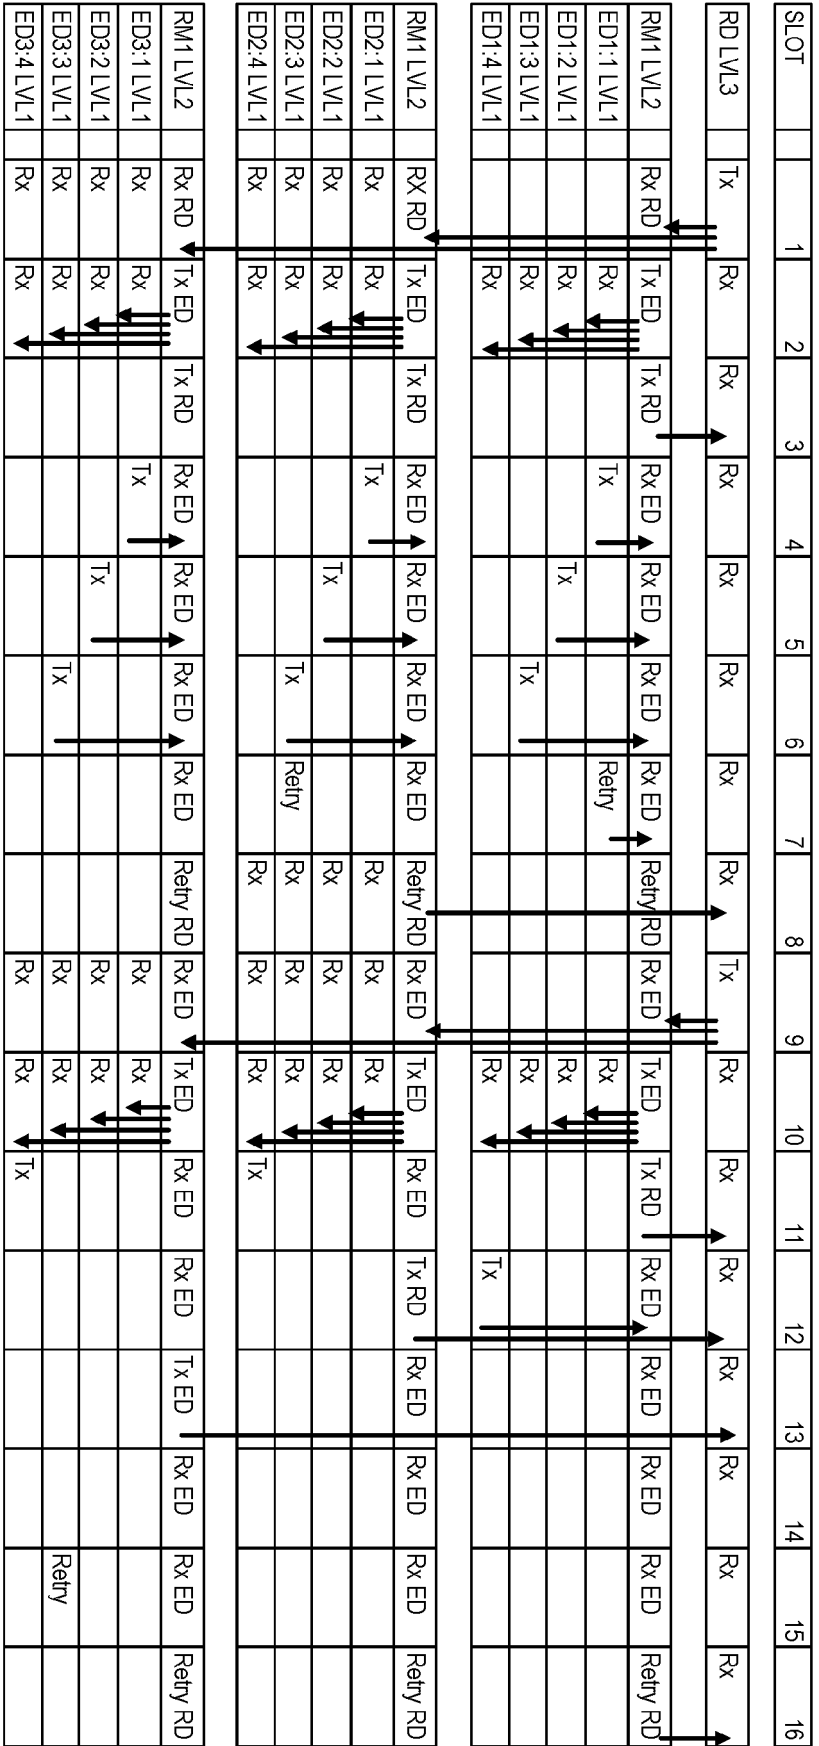 SLOT 1 2 3 4 5 6 7 8 9 10 11 12 13 14 15 16
RD LVL3 Tx Rx Rx Rx Rx Rx Rx Rx Tx Rx Rx Rx Rx Rx Rx
RM1 LVL2 Rx RD Tx ED Tx RD Rx ED Rx ED Rx ED Rx ED Retry RD Rx ED Tx ED Tx RD Rx ED Rx ED Rx ED Rx ED Retry RD
ED1:1 LVL1 Rx Tx Retry Rx
ED1:2 LVL1 Rx Tx Rx
ED1:3 LVL1 Rx Tx Rx
ED1:4 LVL1 Rx Rx Tx
RM1 LVL2 RX RD Tx ED Tx RD Rx ED Rx ED Rx ED Rx ED Retry RD Rx ED Tx ED Rx ED Tx RD Rx ED Rx ED Rx ED Retry RD
ED2:1 LVL1 Rx Rx Tx Rx Rx Rx
ED2:2 LVL1 Rx Rx Tx Rx Rx Rx
ED2:3 LVL1 Rx Rx Tx Retry Rx Rx Rx
ED2:4 LVL1 Rx Rx Rx Rx Rx Tx
RM1 LVL2 Rx RD Tx ED Tx RD Rx ED Rx ED Rx ED Rx ED Retry RD Rx ED Tx ED Rx ED Rx ED Tx ED Rx ED Rx ED Retry RD
ED3:1 LVL1 Rx Rx Tx Rx Rx
ED3:2 LVL1 Rx Rx Tx Rx Rx
ED3:3 LVL1 Rx Rx Tx Rx Rx Retry
ED3:4 LVL1 Rx Rx Rx Rx Tx